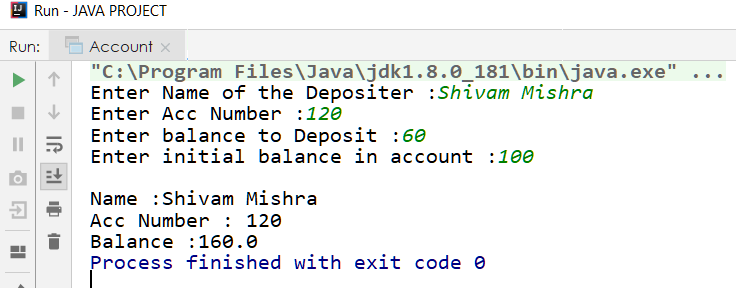 Run - JAVA PROJECT
Run: Account
"C:\Program Files\Java\jdk1.8.0_181\bin\java.exe" ...
Enter Name of the Depositer :Shivam Mishra
Enter Acc Number :120
Enter balance to Deposit :60
Enter initial balance in account :100
Name :Shivam Mishra
Acc Number : 120
Balance :160.0
Process finished with exit code 0